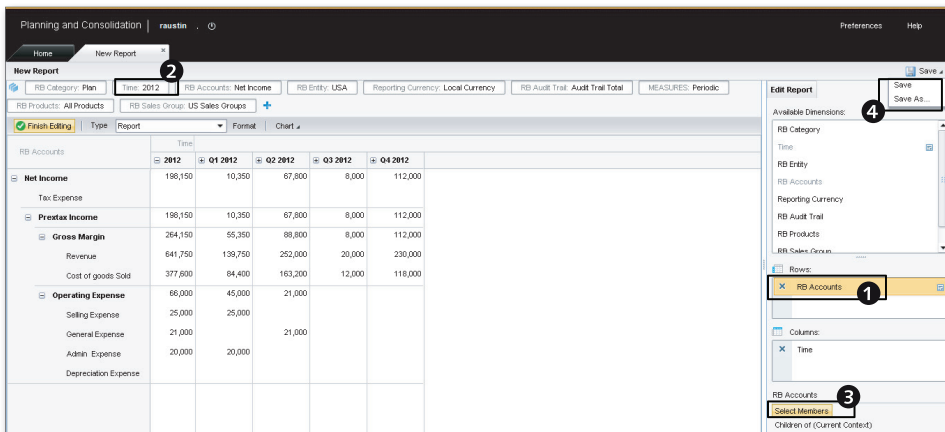 Planning and Consolidation | raustin . Preferences Help
Home New Report ×
New Report Save
2
RB Category: Plan Time: 2012 RB Accounts: Net Income RB Entity: USA Reporting Currency: Local Currency RB Audit Trail: Audit Trail Total MEASURES: Periodic
RB Products: All Products RB Sales Group: US Sales Groups +
Finish Editing Type Report Format Chart
RB Accounts Time
2012 Q1 2012 Q2 2012 Q3 2012 Q4 2012
Net Income 198,150 10,350 67,800 8,000 112,000
Tax Expense
Prextax Income 198,150 10,350 67,800 8,000 112,000
Gross Margin 264,150 55,350 88,800 8,000 112,000
Revenue 641,750 139,750 252,000 20,000 230,000
Cost of goods Sold 377,600 84,400 163,200 12,000 118,000
Operating Expense 66,000 45,000 21,000
Selling Expense 25,000 25,000
General Expense 21,000 21,000
Admin Expense 20,000 20,000
Depreciation Expense
Edit Report
Save
Save As...
4
Available Dimensions:
RB Category
Time
RB Entity
RB Accounts
Reporting Currency
RB Audit Trail
RB Products
RB Sales Group
Rows:
× RB Accounts
1
Columns:
× Time
RB Accounts
3
Select Members
Children of (Current Context)